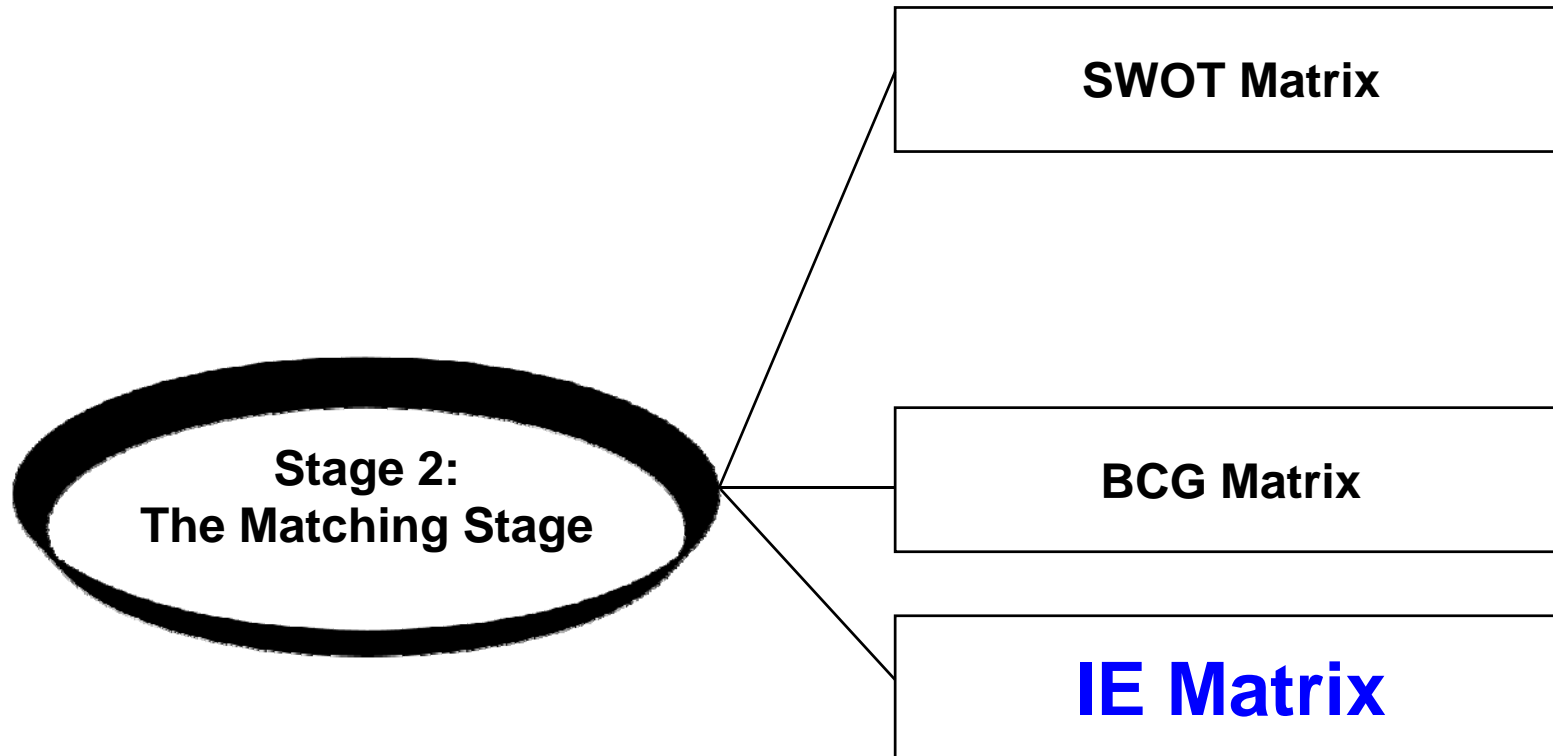 SWOT Matrix
Stage 2:
The Matching Stage
BCG Matrix
IE Matrix